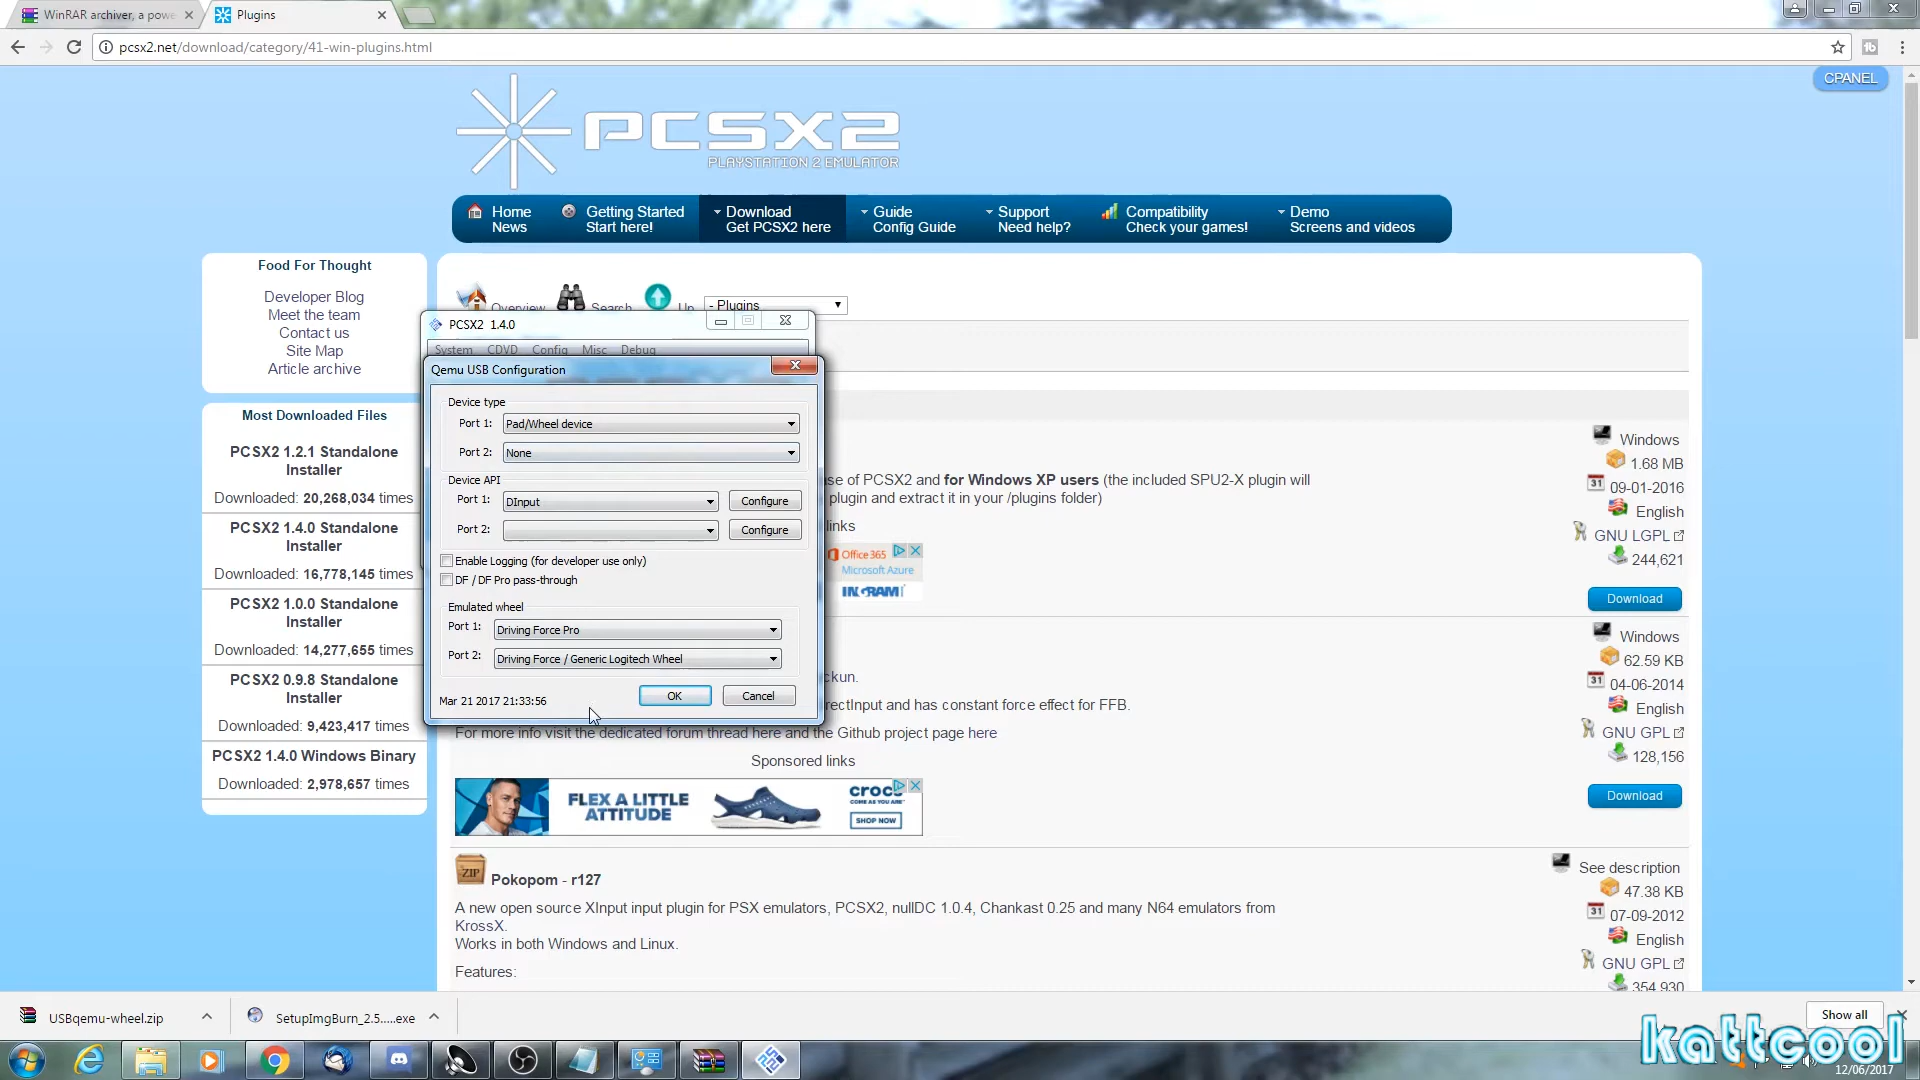 WinRAR archiver, a powe
Plugins
pcsx2.net/download/category/41-win-plugins.html
CPANEL
PCSX2
PLAYSTATION 2 EMULATOR
Home
News
Getting Started
Start here!
Download
Get PCSX2 here
Guide
Config Guide
Support
Need help?
Compatibility
Check your games!
Demo
Screens and videos
Food For Thought
Developer Blog
Meet the team
Contact us
Site Map
Article archive
Most Downloaded Files
PCSX2 1.2.1 Standalone
Installer
Downloaded: 20,268,034 times
PCSX2 1.4.0 Standalone
Installer
Downloaded: 16,778,145 times
PCSX2 1.0.0 Standalone
Installer
Downloaded: 14,277,655 times
PCSX2 0.9.8 Standalone
Installer
Downloaded: 9,423,417 times
PCSX2 1.4.0 Windows Binary
Downloaded: 2,978,657 times
Overview
Search
Up
- Plugins
PCSX2 1.4.0
System CDVD Config Misc Debug
Qemu USB Configuration
Device type
Port 1: Pad/Wheel device
Port 2: None
Device API
Port 1: DInput Configure
Port 2: Configure
Enable Logging (for developer use only)
DF / DF Pro pass-through
Emulated wheel
Port 1: Driving Force Pro
Port 2: Driving Force / Generic Logitech Wheel
Mar 21 2017 21:33:56
OK
Cancel
se of PCSX2 and for Windows XP users (the included SPU2-X plugin will
plugin and extract it in your /plugins folder)
links
Office 365
Microsoft Azure
INGRAM
Windows
1.68 MB
31 09-01-2016
English
GNU LGPL
244,621
Download
Windows
62.59 KB
31 04-06-2014
English
GNU GPL
128,156
Download
ckun.
rectInput and has constant force effect for FFB.
For more info visit the dedicated forum thread here and the Github project page here
Sponsored links
FLEX A LITTLE
ATTITUDE
crocs
COME AS YOU ARE
SHOP NOW
ZIP
Pokopom - r127
A new open source XInput input plugin for PSX emulators, PCSX2, nullDC 1.0.4, Chankast 0.25 and many N64 emulators from
KrossX.
Works in both Windows and Linux.
Features:
See description
47.38 KB
31 07-09-2012
English
GNU GPL
354,930
USBqemu-wheel.zip
SetupImgBurn_2.5.....exe
Show all
kattcool
12/06/2017